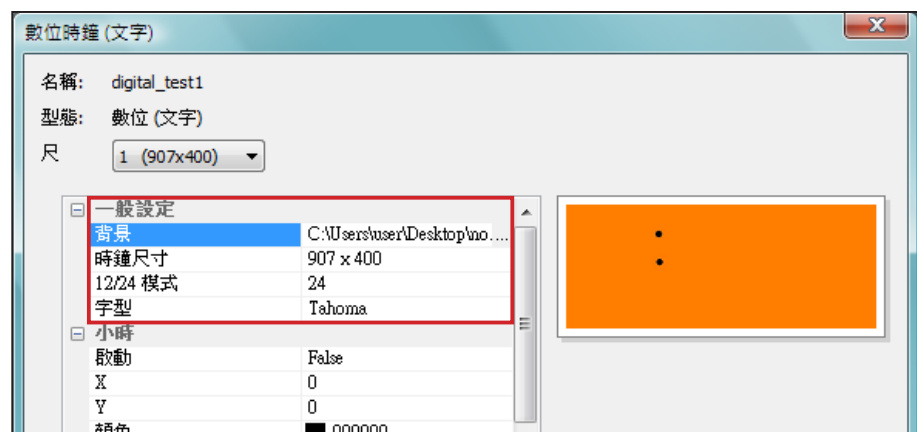 數位時鐘 (文字)
名稱: digital_test1
型態: 數位 (文字)
尺 1 (907x400)
一般設定
背景 C:\Users\user\Desktop\no....
時鐘尺寸 907 x 400
12/24 模式 24
字型 Tahoma
小時
啟動 False
X 0
Y 0
顏色 000000